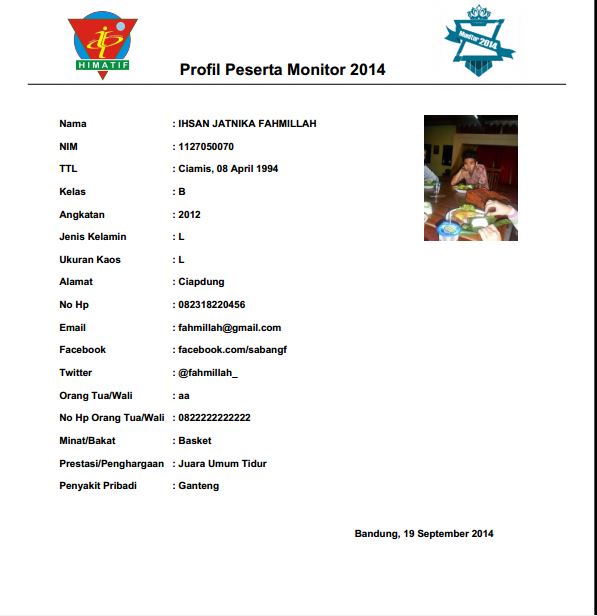 HIMATIF
Monitor 2014
Profil Peserta Monitor 2014
Nama : IHSAN JATNIKA FAHMILLAH
NIM : 1127050070
TTL : Ciamis, 08 April 1994
Kelas : B
Angkatan : 2012
Jenis Kelamin : L
Ukuran Kaos : L
Alamat : Ciapdung
No Hp : 082318220456
Email : fahmillah@gmail.com
Facebook : facebook.com/sabangf
Twitter : @fahmillah_
Orang Tua/Wali : aa
No Hp Orang Tua/Wali : 0822222222222
Minat/Bakat : Basket
Prestasi/Penghargaan : Juara Umum Tidur
Penyakit Pribadi : Ganteng
Bandung, 19 September 2014